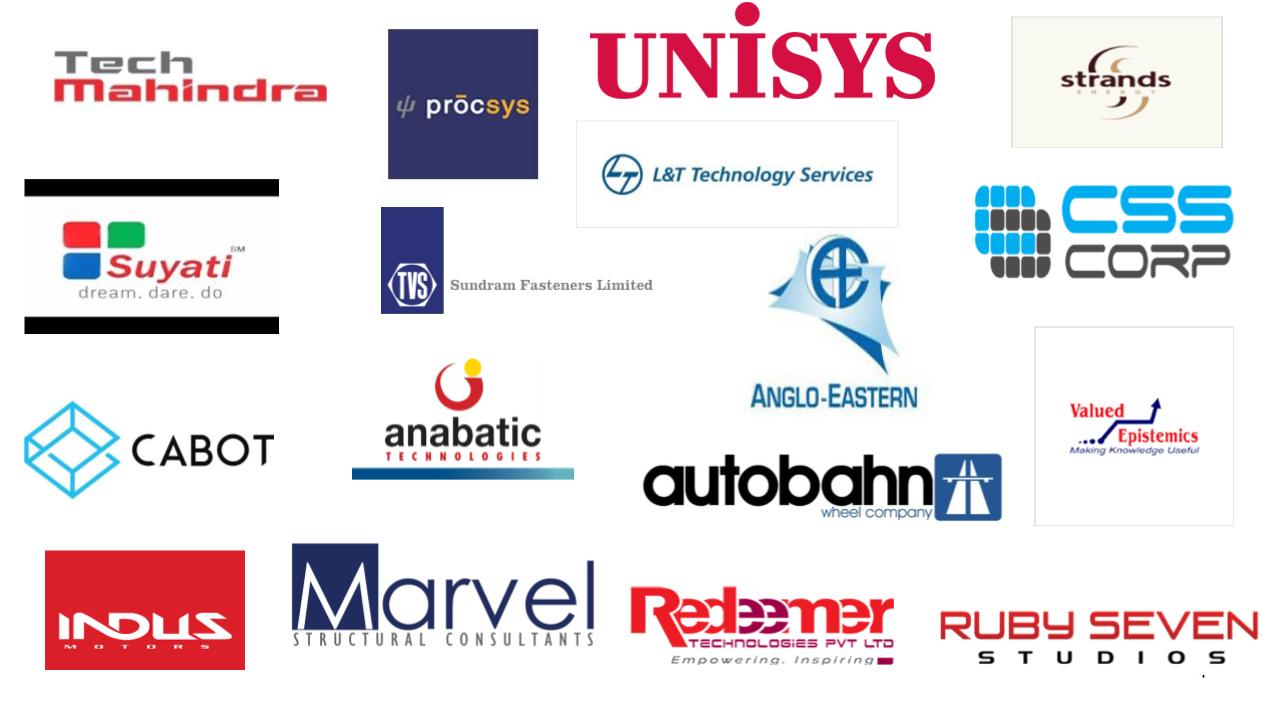 Tech
Mahindra
ψ prōcsys
UNiSYS
strands
ENERGY
L&T Technology Services
Suyati SM
dream. dare. do
TVS Sundram Fasteners Limited
CSS
CORP
ANGLO-EASTERN
CABOT
anabatic
TECHNOLOGIES
autobahn
wheel company
Valued
Epistemics
Making Knowledge Useful
INDUS
MOTORS
Marvel
STRUCTURAL CONSULTANTS
Redeemer
TECHNOLOGIES PVT LTD
Empowering. Inspiring
RUBY SEVEN
STUDIOS